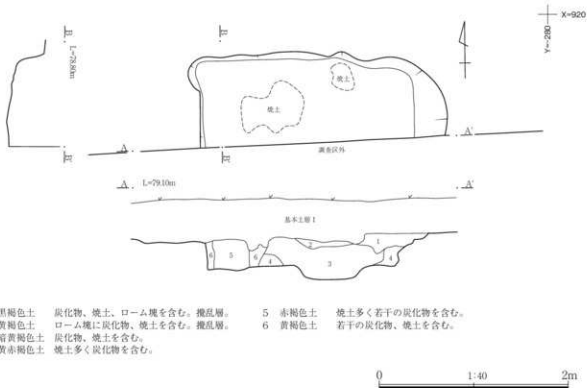 X=920
Y=-280
B
L=78.80m
B'
焼土
焼土
A
A'
B'
調査区外
A
L=79.10m
A'
基本土層 I
1
2
3
4
4
5
6
6
黒褐色土 炭化物、焼土、ローム塊を含む。攪乱層。
黄褐色土 ローム塊に炭化物、焼土を含む。攪乱層。
暗黄褐色土 炭化物、焼土を含む。
黄赤褐色土 焼土多く炭化物を含む。
5 赤褐色土 焼土多く若干の炭化物を含む。
6 黄褐色土 若干の炭化物、焼土を含む。
0 1:40 2m